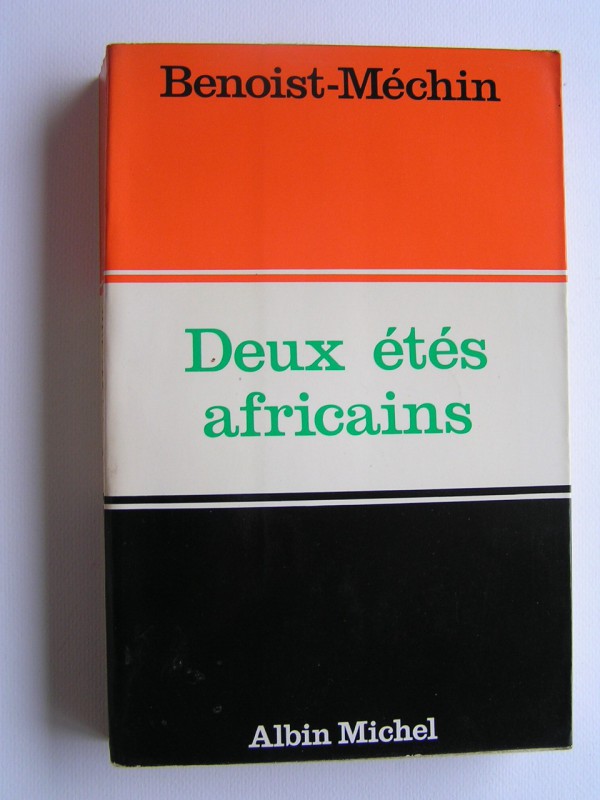 Benoist-Méchin
Deux étés
africains
Albin Michel